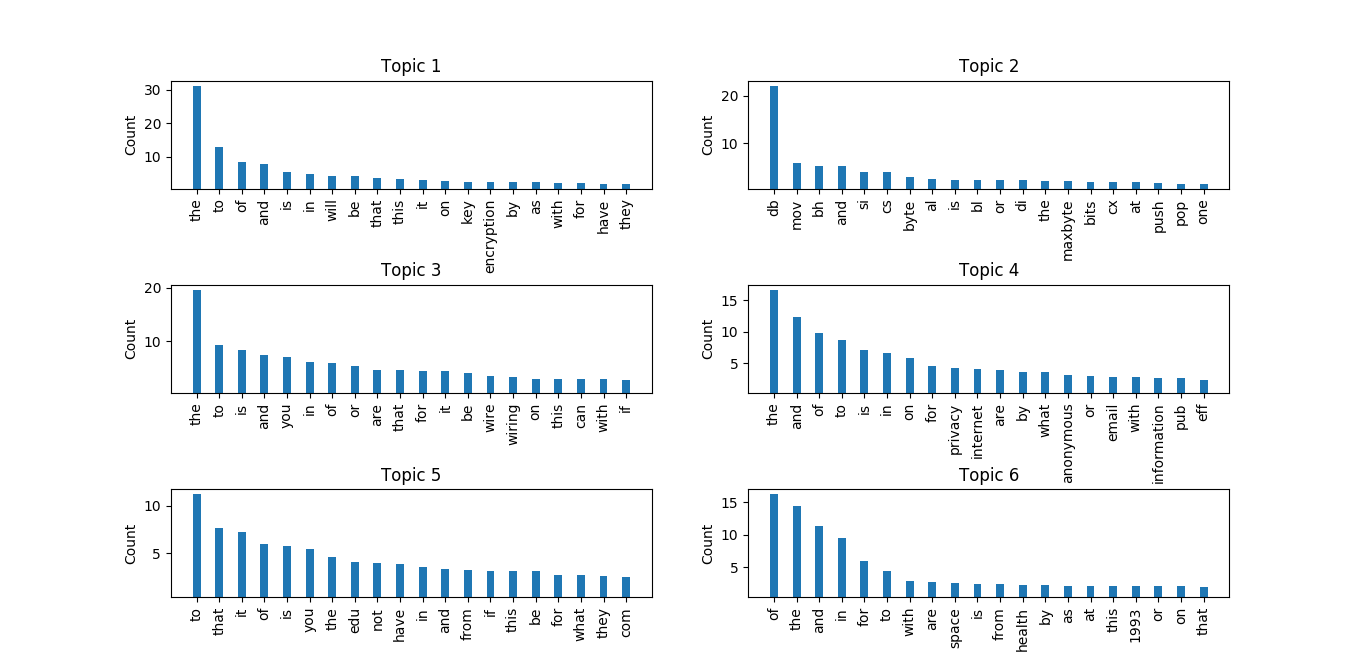 Topic 1
Count
30
20
10
the to of and is in will be that this it on key encryption by as with for have they
Topic 2
Count
20
10
db mov bh and si cs byte al is bl or di the maxbyte bits cx at push pop one
Topic 3
Count
20
10
the to is and you in of or are that for it be wire wiring on this can with if
Topic 4
Count
15
10
5
the and of to is in on for privacy internet are by what anonymous or email with information pub eff
Topic 5
Count
10
5
to that it of is you the edu not have in and from if this be for what they com
Topic 6
Count
15
10
5
of the and in for to with are space is from health by as at this 1993 or on that